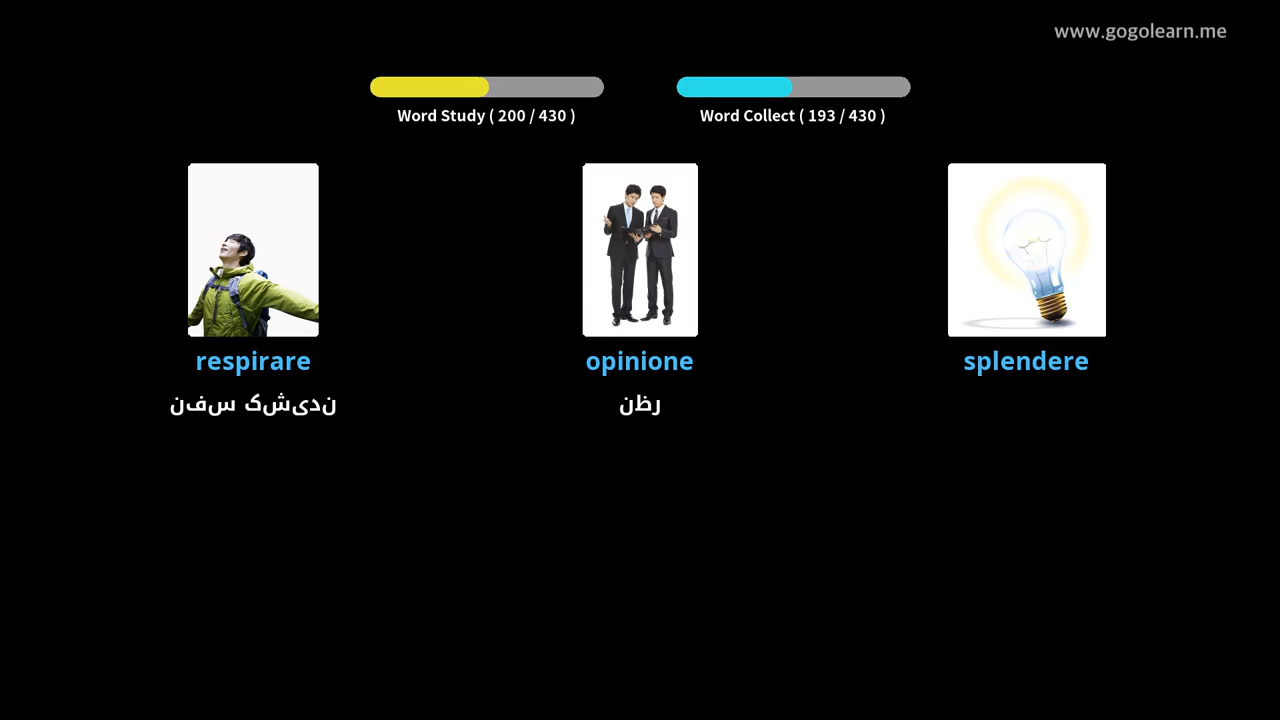 www.gogolearn.me
Word Study ( 200 / 430 )
Word Collect ( 193 / 430 )
respirare
نفس کشیدن
opinione
نظر
splendere